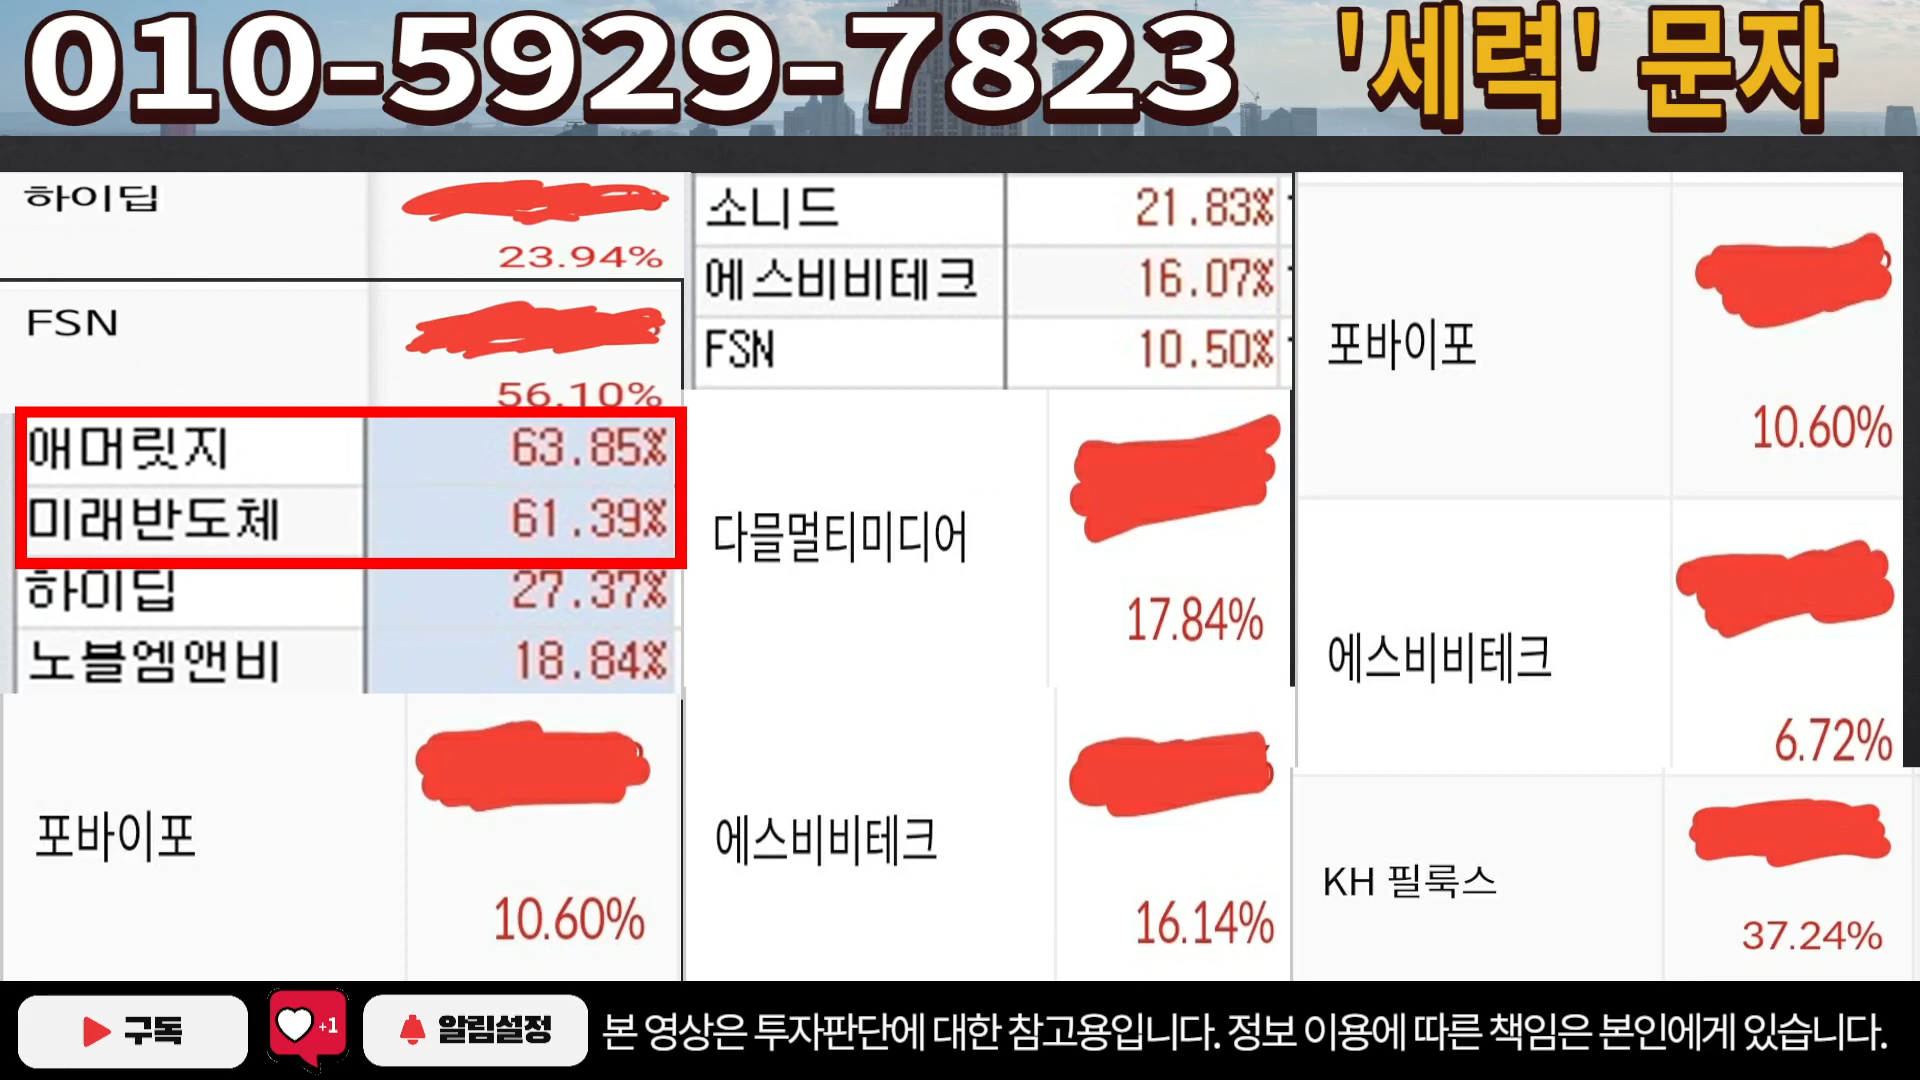 010-5929-7823 '세력' 문자
하이딥
23.94%
FSN
56.10%
애머릿지 63.85%
미래반도체 61.39%
하이딥 27.37%
노블엠앤비 18.84%
포바이포
10.60%
소니드 21.83%
에스비비테크 16.07%
FSN 10.50%
다믈멀티미디어
17.84%
에스비비테크
16.14%
포바이포
10.60%
에스비비테크
6.72%
KH 필룩스
37.24%
구독 +1 알림설정 본 영상은 투자판단에 대한 참고용입니다. 정보 이용에 따른 책임은 본인에게 있습니다.